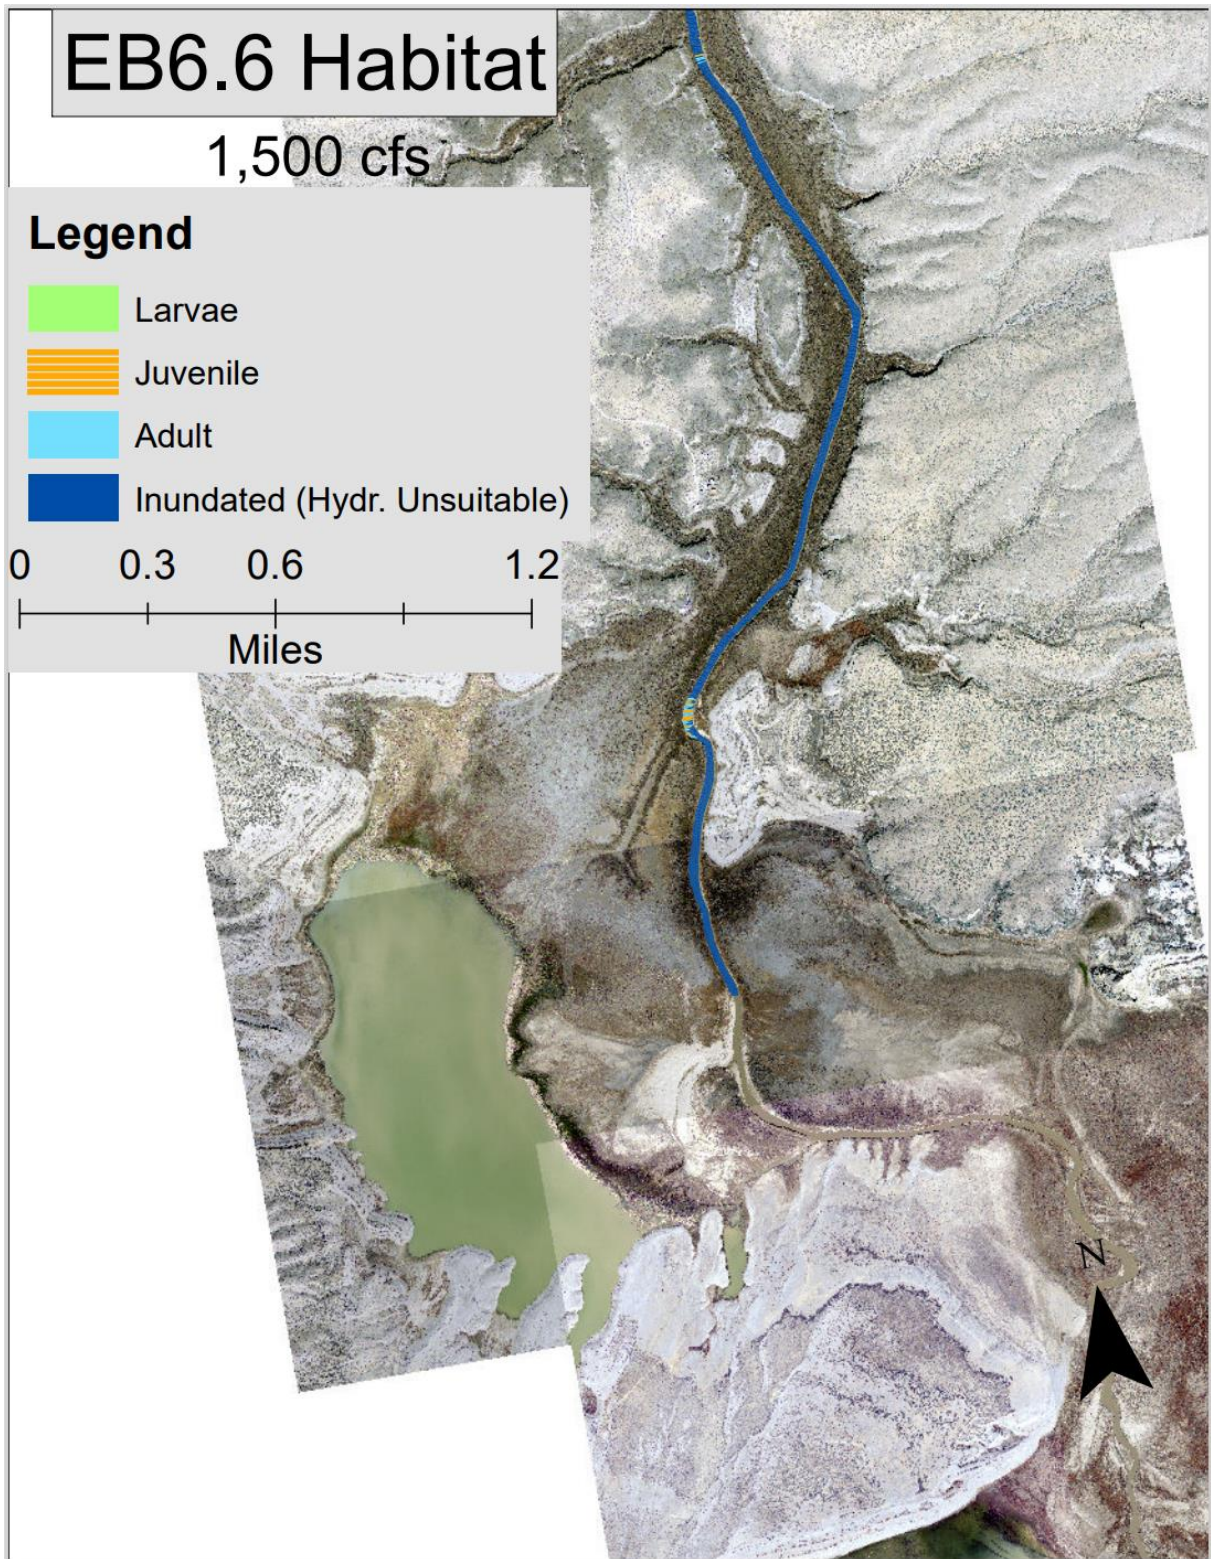 EB6.6 Habitat
1,500 cfs
Legend
Larvae
Juvenile
Adult
Inundated (Hydr. Unsuitable)
0 0.3 0.6 1.2
Miles
N